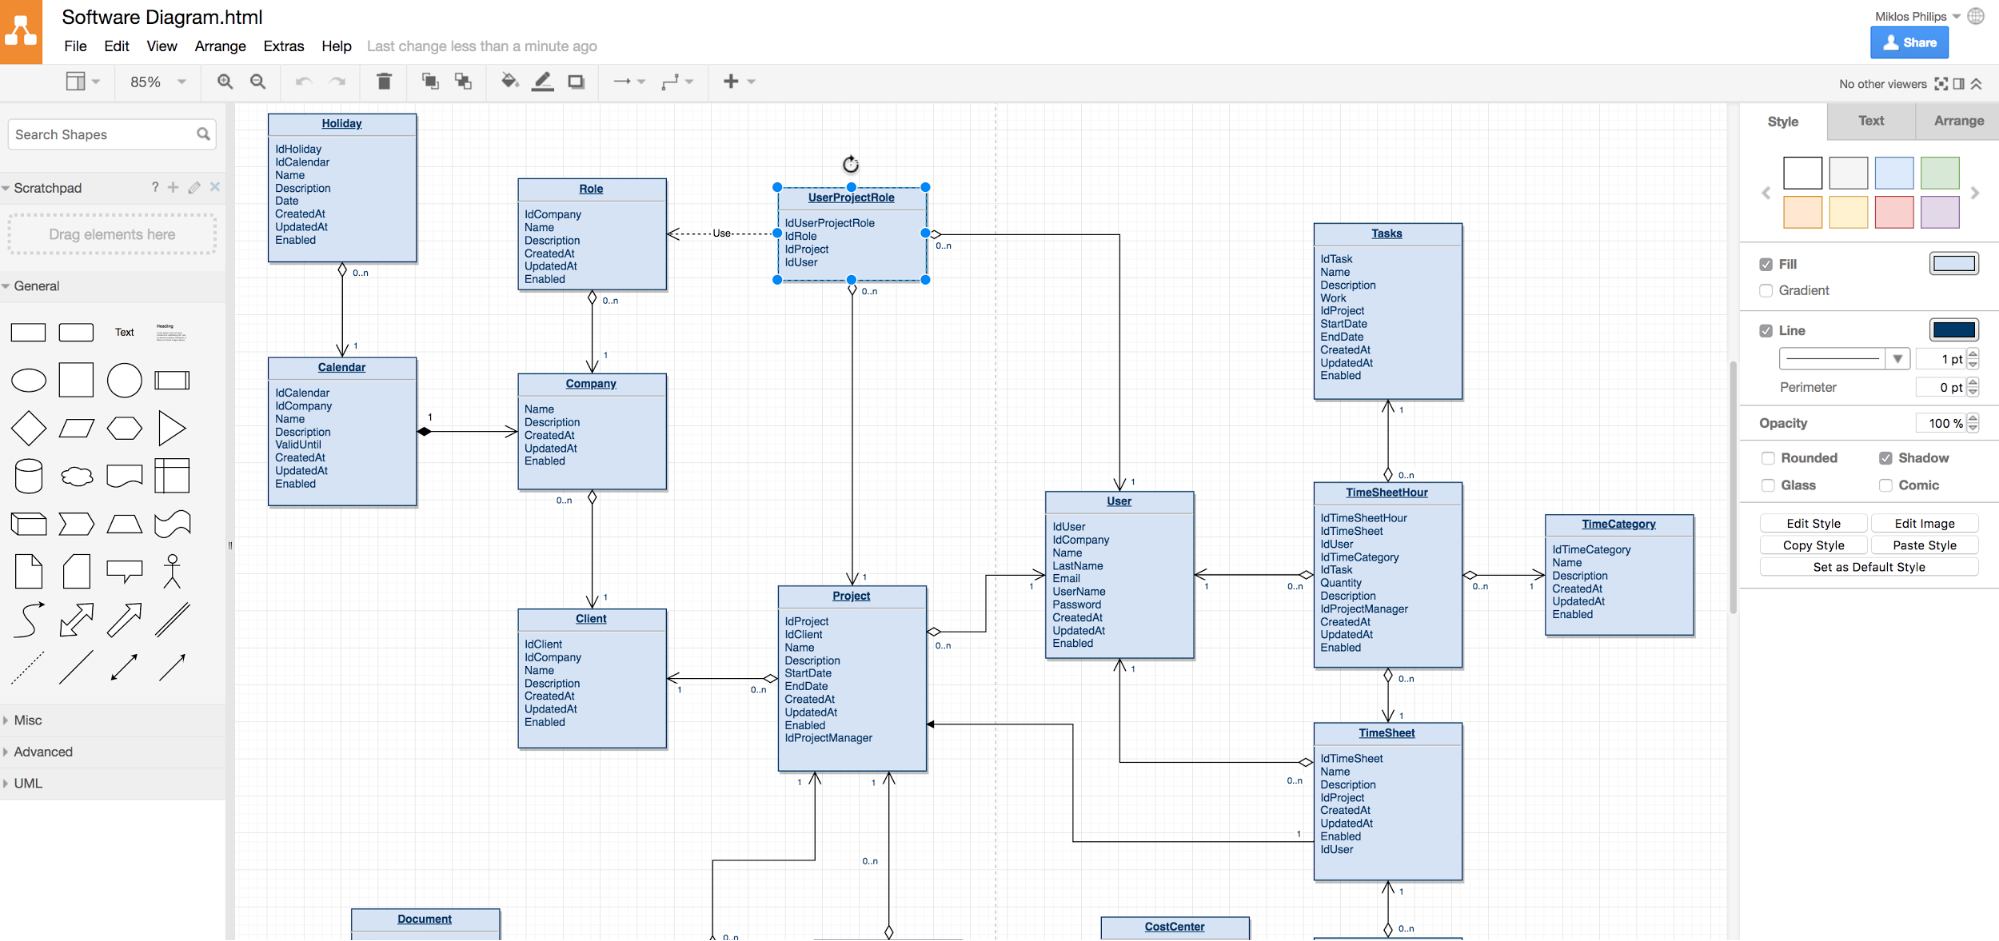 Software Diagram.html
Miklos Philips
File Edit View Arrange Extras Help Last change less than a minute ago
Share
85%
No other viewers
Search Shapes
Scratchpad
?
Drag elements here
General
Text
Heading
Misc
Advanced
UML
Holiday
IdHoliday
IdCalendar
Name
Description
Date
CreatedAt
UpdatedAt
Enabled
0..n
1
Calendar
IdCalendar
IdCompany
Name
Description
ValidUntil
CreatedAt
UpdatedAt
Enabled
1
Role
IdCompany
Name
Description
CreatedAt
UpdatedAt
Enabled
0..n
1
Use
Company
Name
Description
CreatedAt
UpdatedAt
Enabled
0..n
1
Client
IdClient
IdCompany
Name
Description
CreatedAt
UpdatedAt
Enabled
1
0..n
UserProjectRole
IdUserProjectRole
IdRole
IdProject
IdUser
0..n
0..n
1
1
Project
IdProject
IdClient
Name
Description
StartDate
EndDate
CreatedAt
UpdatedAt
Enabled
IdProjectManager
0..n
1
1
1
0..n
0..n
Document
User
IdUser
IdCompany
Name
LastName
Email
UserName
Password
CreatedAt
UpdatedAt
Enabled
1
1
0..n
Tasks
IdTask
Name
Description
Work
IdProject
StartDate
EndDate
CreatedAt
UpdatedAt
Enabled
1
0..n
TimeSheetHour
IdTimeSheetHour
IdTimeSheet
IdUser
IdTimeCategory
IdTask
Quantity
Description
IdProjectManager
CreatedAt
UpdatedAt
Enabled
0..n
1
0..n
1
TimeCategory
IdTimeCategory
Name
Description
CreatedAt
UpdatedAt
Enabled
TimeSheet
IdTimeSheet
Name
Description
IdProject
CreatedAt
UpdatedAt
Enabled
IdUser
0..n
1
1
0..n
CostCenter
Style Text Arrange
Fill
Gradient
Line
1 pt
Perimeter 0 pt
Opacity 100 %
Rounded Shadow
Glass Comic
Edit Style Edit Image
Copy Style Paste Style
Set as Default Style